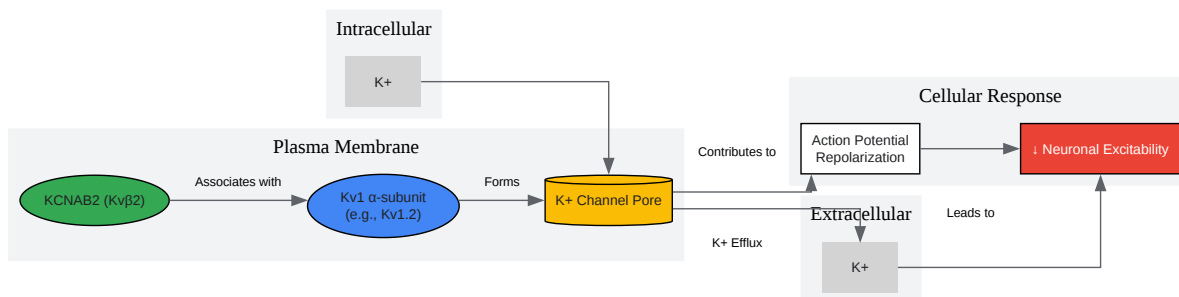 Intracellular
K+
Cellular Response
Plasma Membrane
Contributes to
Action Potential
Repolarization
↓ Neuronal Excitability
KCNAB2 (Kvβ2)
Associates with
Kv1 α-subunit
(e.g., Kv1.2)
Forms
K+ Channel Pore
Extracellular
Leads to
K+ Efflux
K+